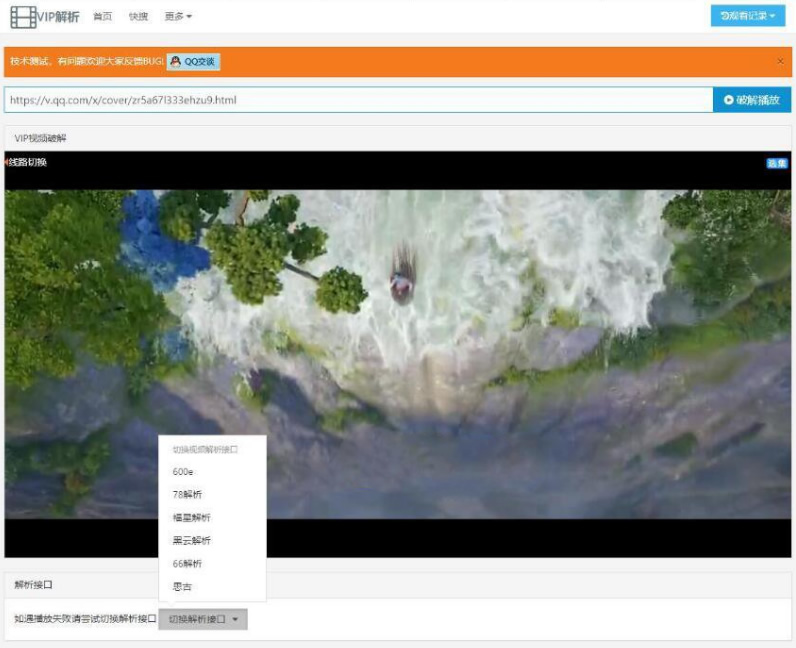 VIP解析 首页 快搜 更多 观看记录
技术测试，有问题欢迎大家反馈BUG! QQ交谈 ×
https://v.qq.com/x/cover/zr5a67l333ehzu9.html 破解播放
VIP视频破解
线路切换 选集
切换视频解析接口
600e
78解析
福星解析
黑云解析
66解析
思古
解析接口
如遇播放失败请尝试切换解析接口 切换解析接口